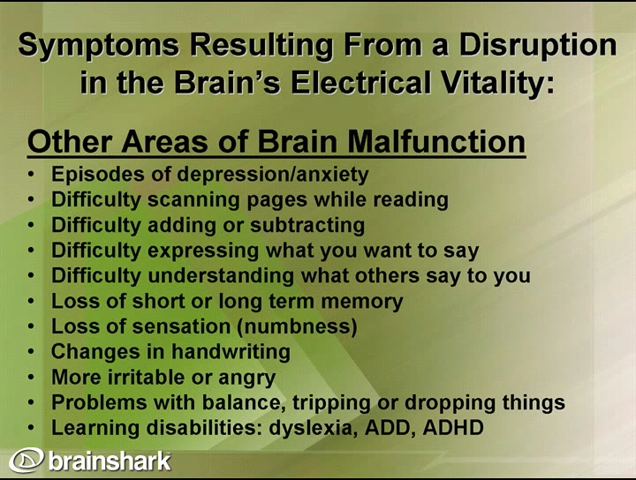 Symptoms Resulting From a Disruption
in the Brain's Electrical Vitality:
Other Areas of Brain Malfunction
• Episodes of depression/anxiety
• Difficulty scanning pages while reading
• Difficulty adding or subtracting
• Difficulty expressing what you want to say
• Difficulty understanding what others say to you
• Loss of short or long term memory
• Loss of sensation (numbness)
• Changes in handwriting
• More irritable or angry
• Problems with balance, tripping or dropping things
• Learning disabilities: dyslexia, ADD, ADHD
brainshark